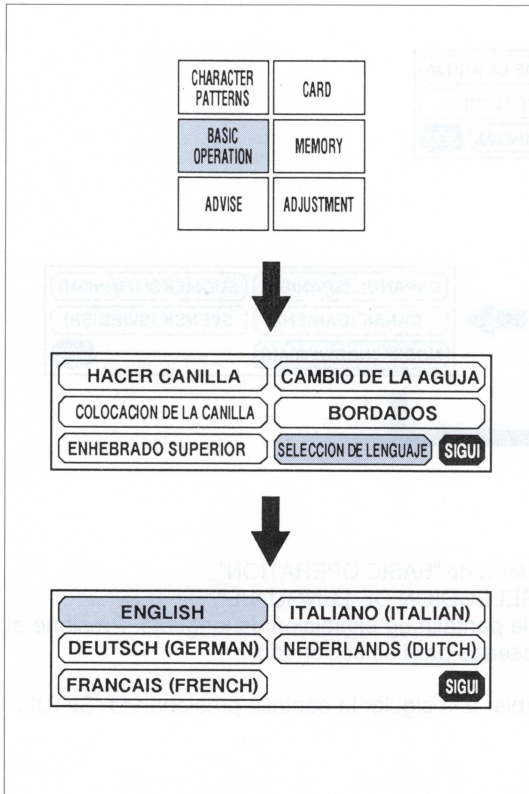 CHARACTER
PATTERNS
CARD
BASIC
OPERATION
MEMORY
ADVISE
ADJUSTMENT
HACER CANILLA
CAMBIO DE LA AGUJA
COLOCACION DE LA CANILLA
BORDADOS
ENHEBRADO SUPERIOR
SELECCION DE LENGUAJE
SIGUI
ENGLISH
ITALIANO (ITALIAN)
DEUTSCH (GERMAN)
NEDERLANDS (DUTCH)
FRANCAIS (FRENCH)
SIGUI